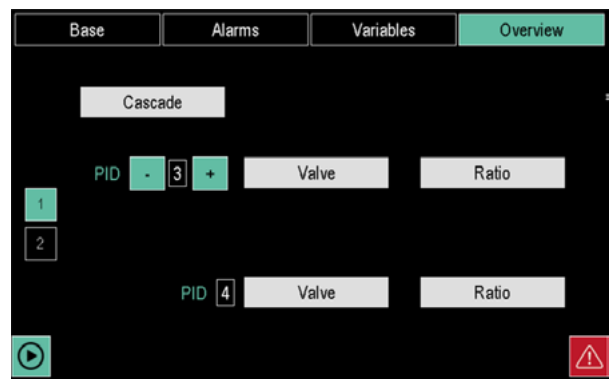 Base Alarms Variables Overview
Cascade
PID - 3 + Valve Ratio
1
2
PID 4 Valve Ratio